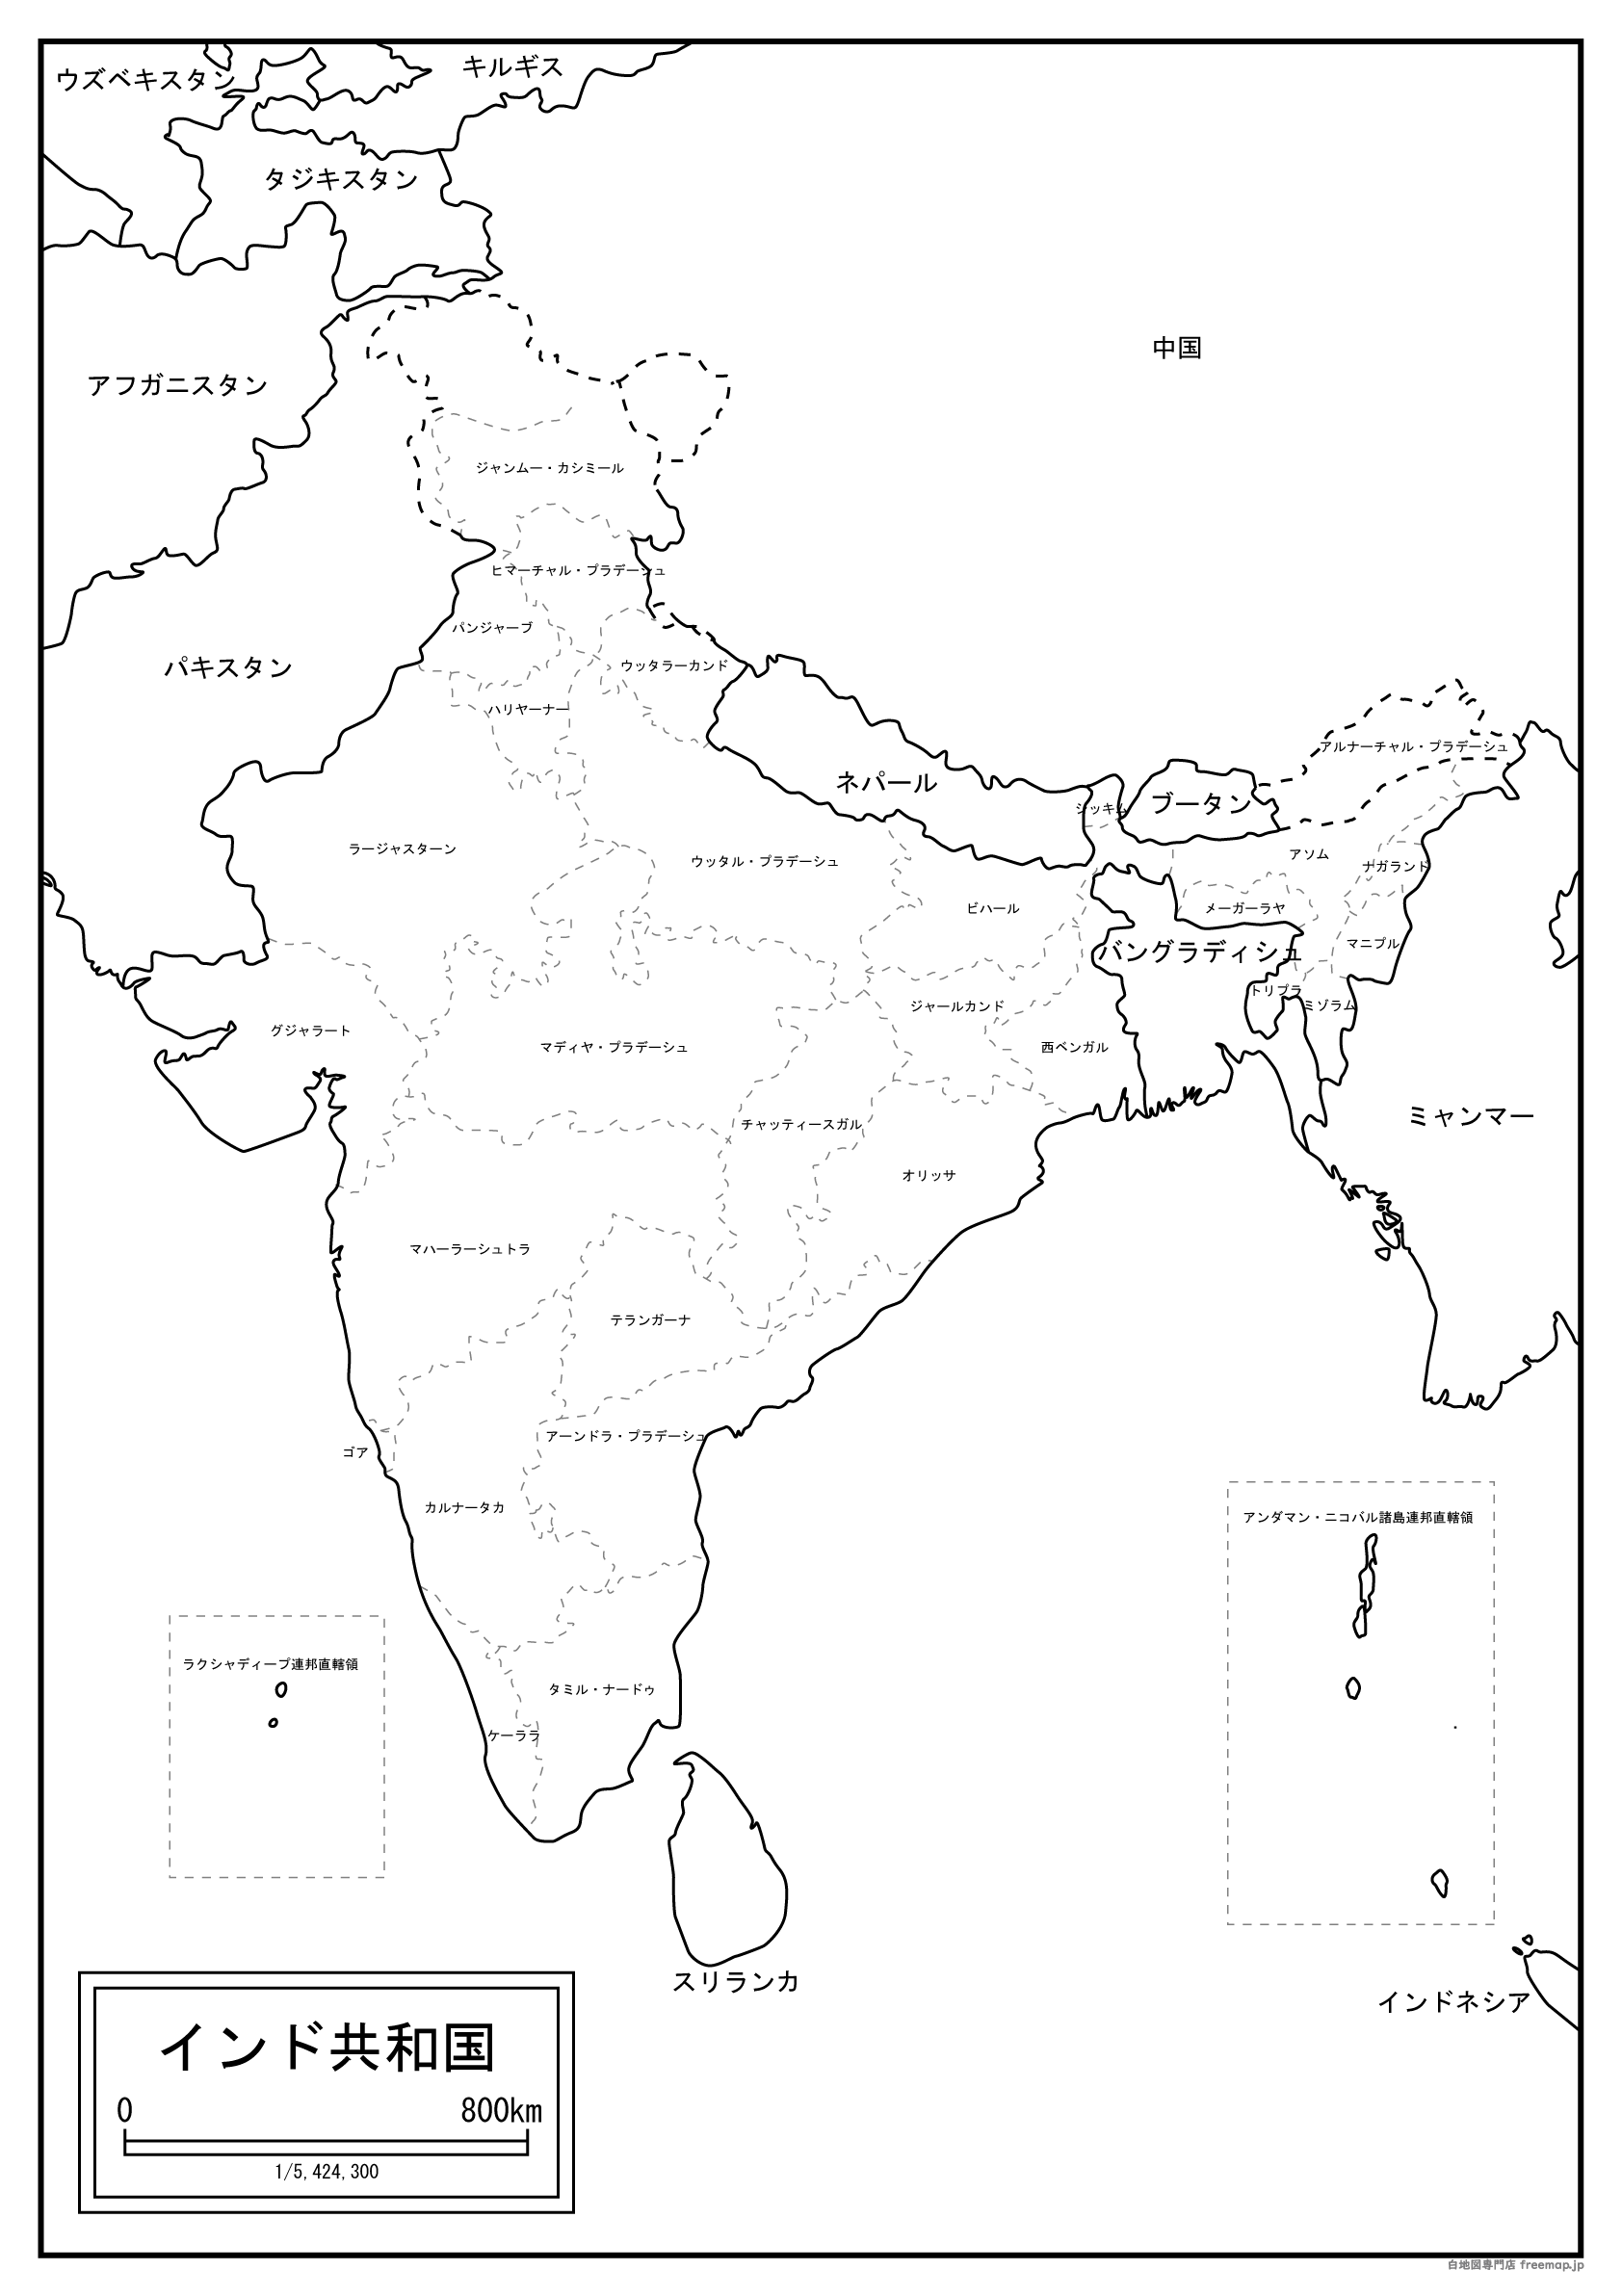 ウズベキスタン
キルギス
タジキスタン
中国
アフガニスタン
ジャンムー・カシミール
ヒマーチャル・プラデーシュ
パンジャーブ
パキスタン
ウッタラーカンド
ハリヤーナー
アルナーチャル・プラデーシュ
ネパール
シッキム
ブータン
ラージャスターン
ウッタル・プラデーシュ
アソム
ナガランド
ビハール
メーガーラヤ
マニプル
バングラディシュ
トリプラ
ミゾラム
ジャールカンド
グジャラート
マディヤ・プラデーシュ
西ベンガル
ミャンマー
チャッティースガル
オリッサ
マハーラーシュトラ
テランガーナ
アーンドラ・プラデーシュ
ゴア
カルナータカ
アンダマン・ニコバル諸島連邦直轄領
ラクシャディープ連邦直轄領
タミル・ナードゥ
ケーララ
スリランカ
インドネシア
インド共和国
0 800km
1/5,424,300
白地図専門店 freemap.jp